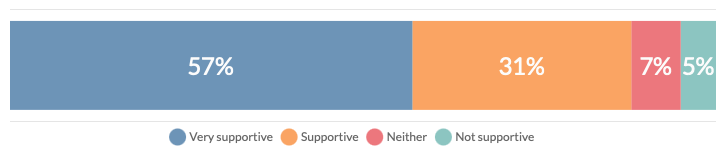 57% 31% 7% 5%
Very supportive Supportive Neither Not supportive